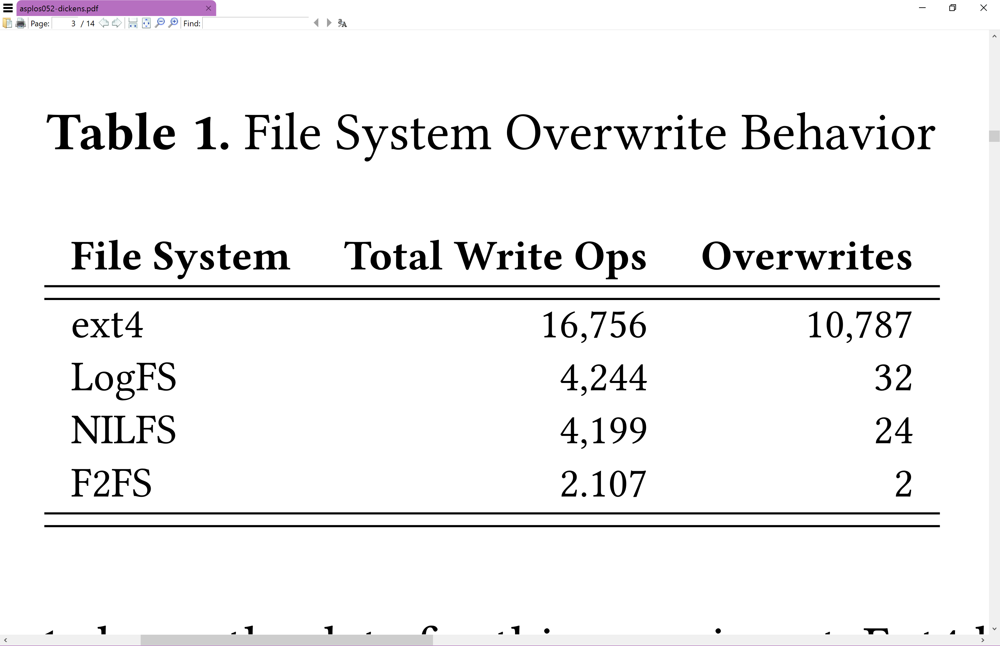 asplos052-dickens.pdf
Page: 3 / 14 Find:
Table 1. File System Overwrite Behavior
File System Total Write Ops Overwrites
ext4 16,756 10,787
LogFS 4,244 32
NILFS 4,199 24
F2FS 2.107 2